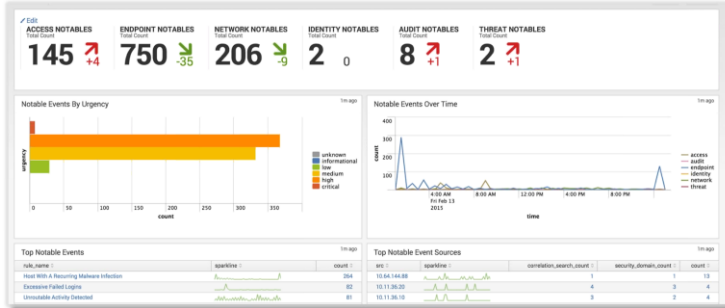 Edit
ACCESS NOTABLES
Total Count
145
+4
ENDPOINT NOTABLES
Total Count
750
-35
NETWORK NOTABLES
Total Count
206
-9
IDENTITY NOTABLES
Total Count
2
0
AUDIT NOTABLES
Total Count
8
+1
THREAT NOTABLES
Total Count
2
+1
Notable Events By Urgency
1m ago
urgency
0 50 100 150 200 250 300 350
count
unknown
informational
low
medium
high
critical
Notable Events Over Time
1m ago
count
400
300
200
100
4:00 AM
Fri Feb 13
2015
8:00 AM
12:00 PM
4:00 PM
8:00 PM
time
access
audit
endpoint
identity
network
threat
Top Notable Events
1m ago
rule_name sparkline count
Host With A Recurring Malware Infection 264
Excessive Failed Logins 82
Unroutable Activity Detected 81
Top Notable Event Sources
1m ago
src sparkline correlation_search_count security_domain_count count
10.64.144.88 1 1 13
10.11.36.20 4 3 4
10.11.36.10 3 2 4